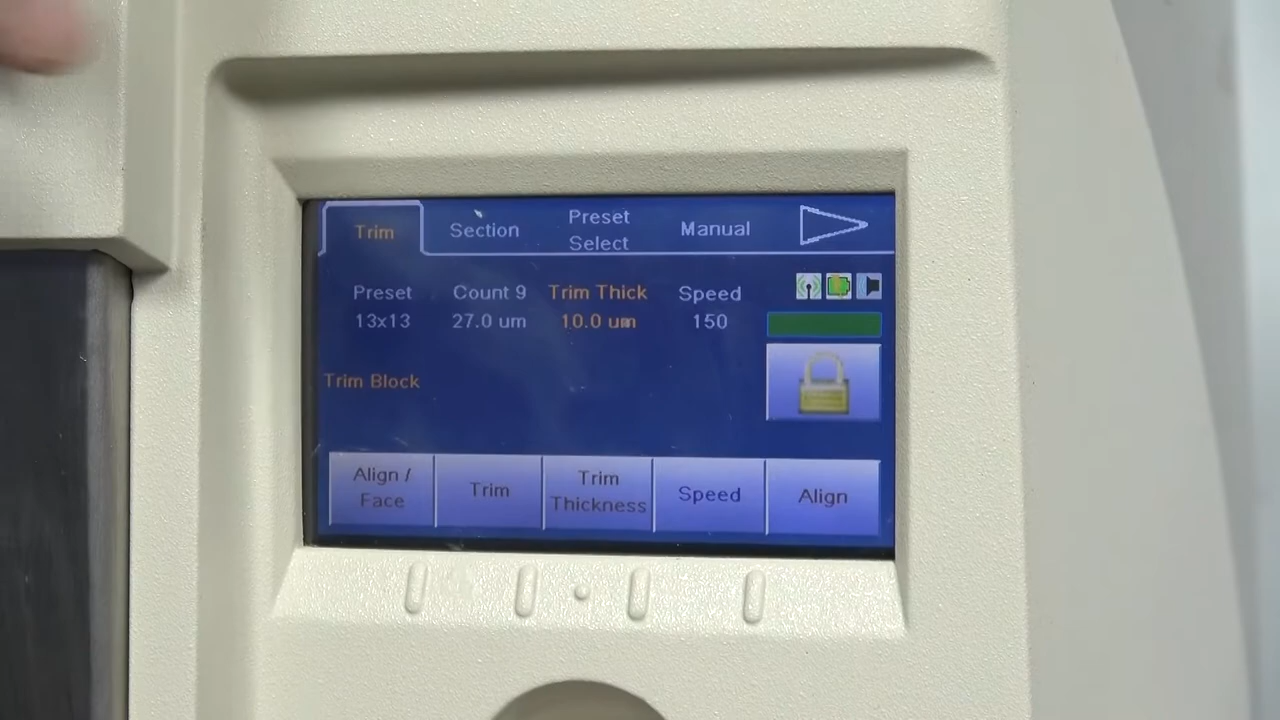 Trim
Section
Preset
Select
Manual
Preset
13x13
Count 9
27.0 um
Trim Thick
10.0 um
Speed
150
Trim Block
Align /
Face
Trim
Trim
Thickness
Speed
Align